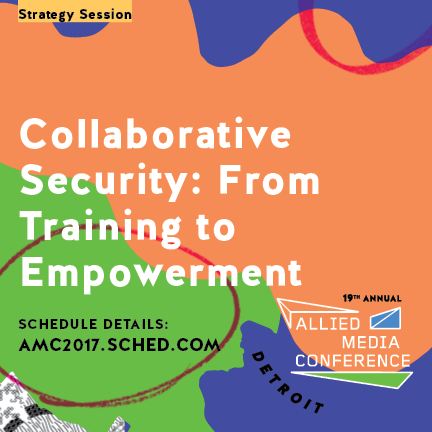 Strategy Session
Collaborative
Security: From
Training to
Empowerment
SCHEDULE DETAILS:
AMC2017.SCHED.COM
19TH ANNUAL
ALLIED
MEDIA
CONFERENCE
DETROIT